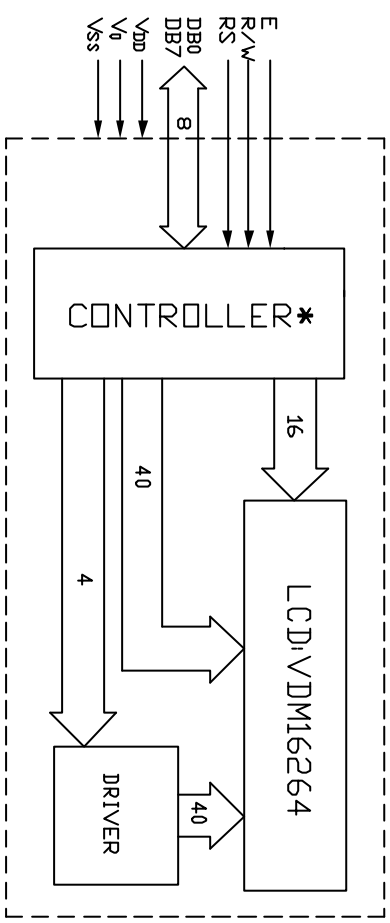 E
R/W
RS
DB0
DB7
VDD
V0
VSS
8
CONTROLLER*
16
40
4
LCD:VDM16264
DRIVER
40